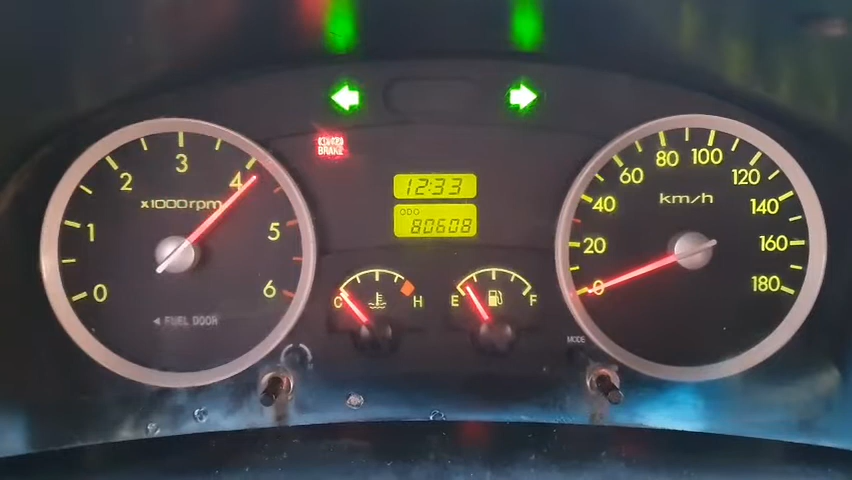 BRAKE
0 1 2 3 4 5 6
x1000rpm
◄ FUEL DOOR
12:33
ODO
80608
C H
E F
0 20 40 60 80 100 120 140 160 180
km/h
MODE